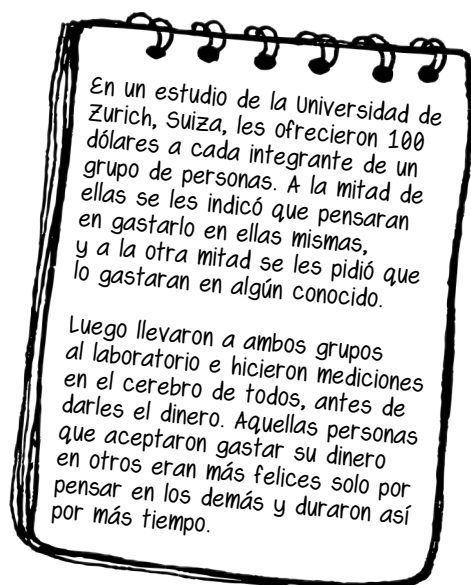 En un estudio de la Universidad de
Zurich, Suiza, les ofrecieron 100
dólares a cada integrante de un
grupo de personas. A la mitad de
ellas se les indicó que pensaran
en gastarlo en ellas mismas,
y a la otra mitad se les pidió que
lo gastaran en algún conocido.
Luego llevaron a ambos grupos
al laboratorio e hicieron mediciones
en el cerebro de todos, antes de
darles el dinero. Aquellas personas
que aceptaron gastar su dinero
en otros eran más felices solo por
pensar en los demás y duraron así
por más tiempo.